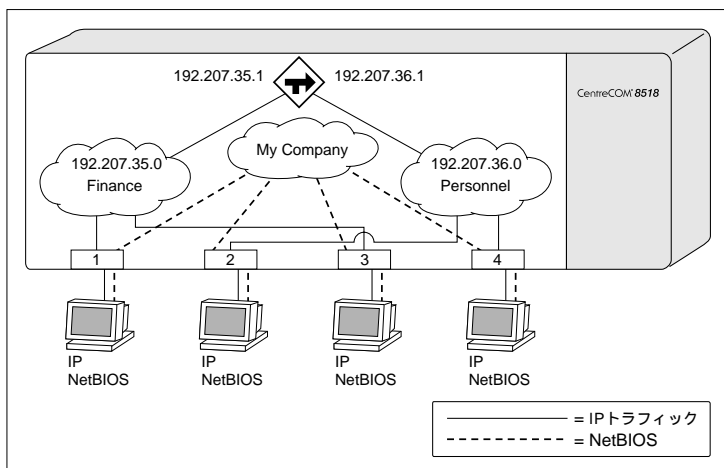 192.207.35.1
192.207.36.1
CentreCOM® 8518
My Company
192.207.35.0
Finance
192.207.36.0
Personnel
1
2
3
4
IP
NetBIOS
IP
NetBIOS
IP
NetBIOS
IP
NetBIOS
= IPトラフィック
= NetBIOS